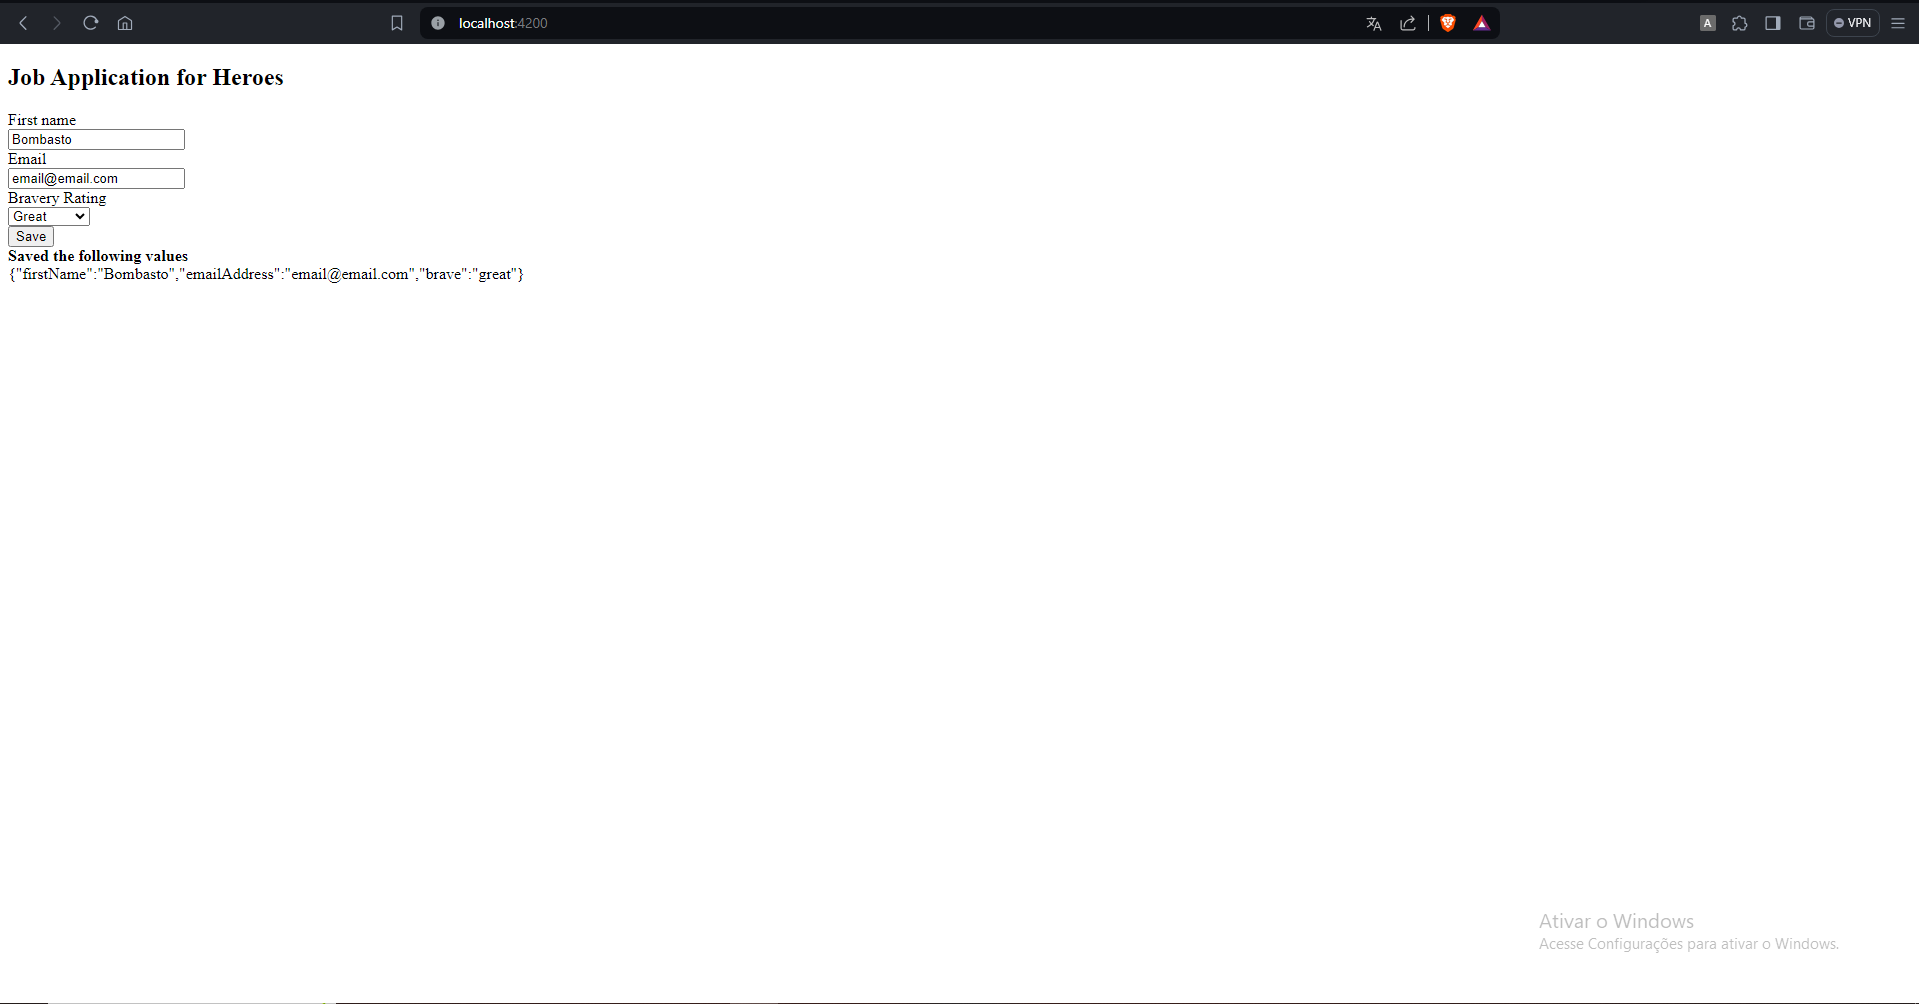 localhost:4200
A
VPN
Job Application for Heroes
First name
Bombasto
Email
email@email.com
Bravery Rating
Great
Save
Saved the following values
{"firstName":"Bombasto","emailAddress":"email@email.com","brave":"great"}
Ativar o Windows
Acesse Configurações para ativar o Windows.